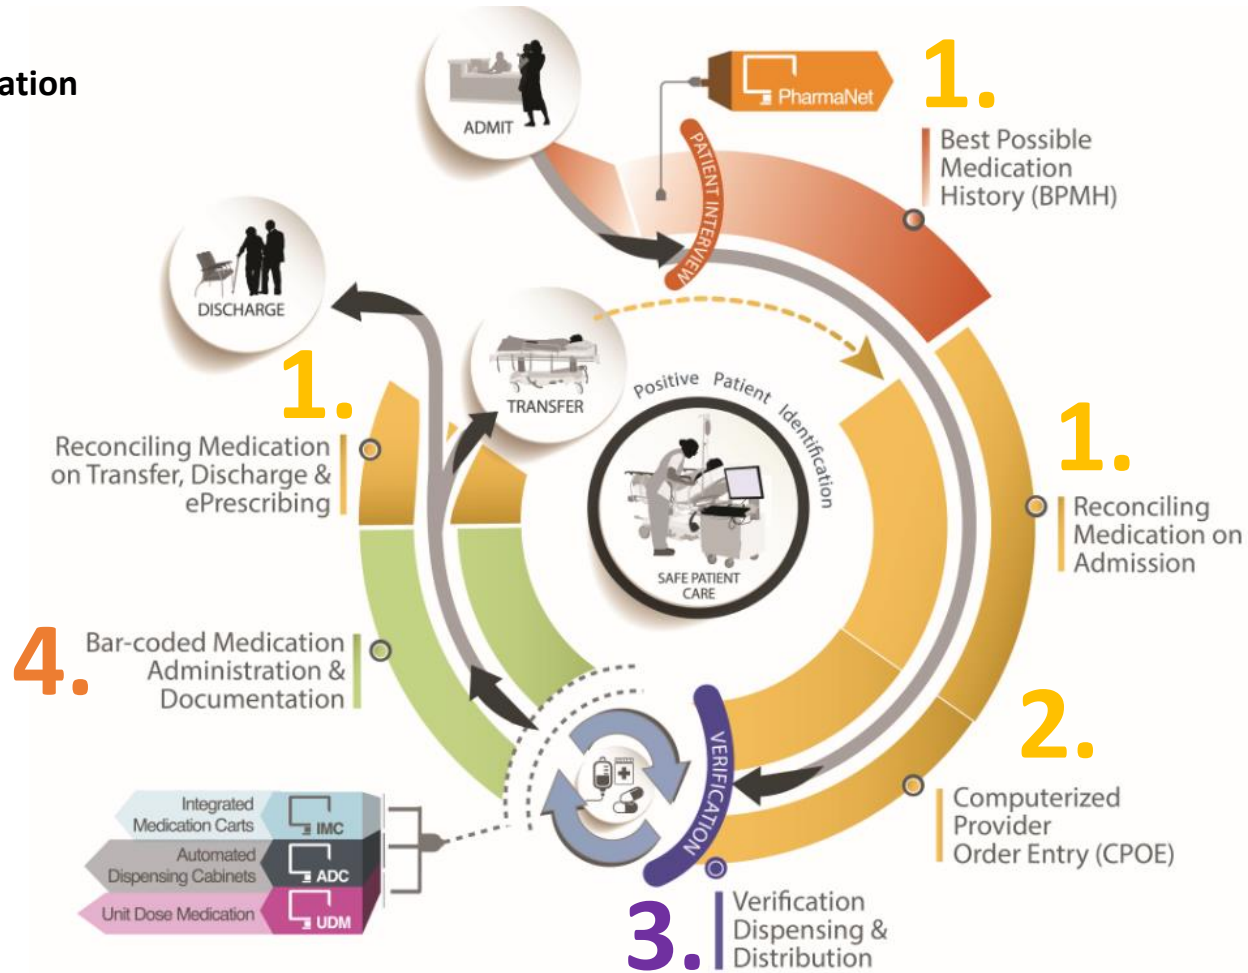 ation
ADMIT
PharmaNet
1.
PATIENT INTERVIEW
Best Possible
Medication
History (BPMH)
DISCHARGE
TRANSFER
Positive Patient Identification
SAFE PATIENT
CARE
1.
Reconciling Medication
on Transfer, Discharge &
ePrescribing
1.
Reconciling
Medication on
Admission
4.
Bar-coded Medication
Administration &
Documentation
2.
Computerized
Provider
Order Entry (CPOE)
VERIFICATION
Integrated
Medication Carts
IMC
Automated
Dispensing Cabinets
ADC
Unit Dose Medication
UDM
3.
Verification
Dispensing &
Distribution